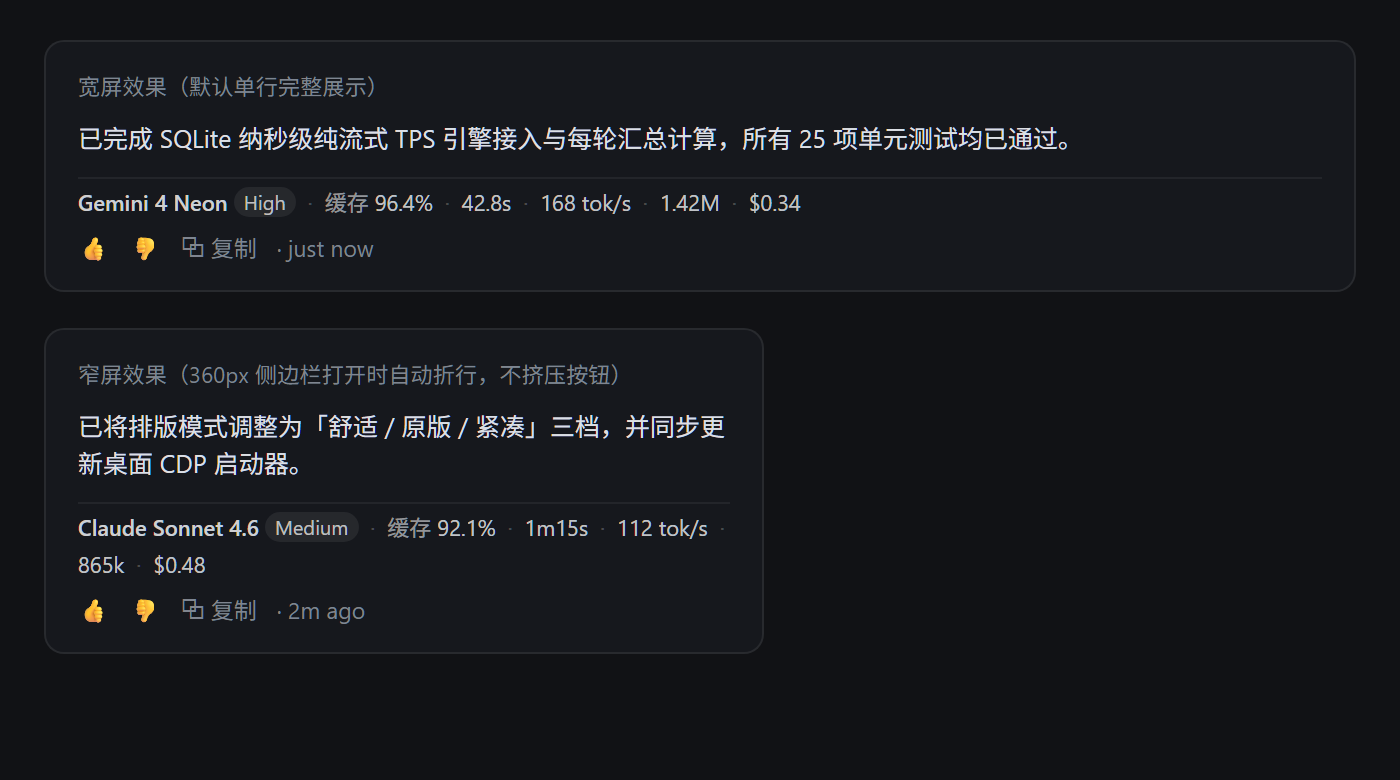 宽屏效果（默认单行完整展示）
已完成 SQLite 纳秒级纯流式 TPS 引擎接入与每轮汇总计算，所有 25 项单元测试均已通过。
Gemini 4 Neon High · 缓存 96.4% · 42.8s · 168 tok/s · 1.42M · $0.34
👍 👎 复制 · just now
窄屏效果（360px 侧边栏打开时自动折行，不挤压按钮）
已将排版模式调整为「舒适 / 原版 / 紧凑」三档，并同步更
新桌面 CDP 启动器。
Claude Sonnet 4.6 Medium · 缓存 92.1% · 1m15s · 112 tok/s ·
865k · $0.48
👍 👎 复制 · 2m ago